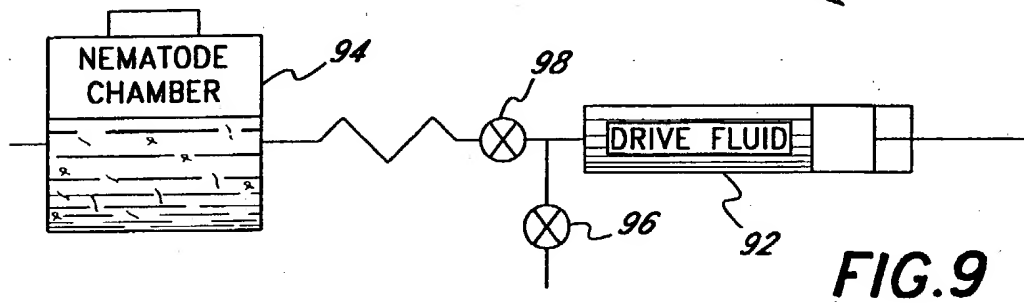 NEMATODE
CHAMBER
94
98
DRIVE FLUID
96
92
FIG.9